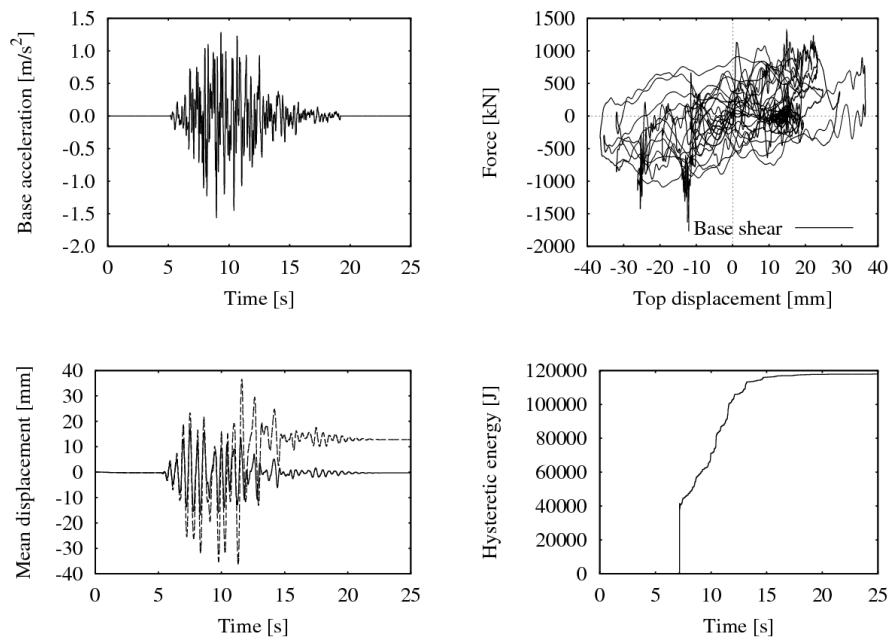 Base acceleration [m/s²]
1.5
1.0
0.5
0.0
-0.5
-1.0
-1.5
-2.0
0 5 10 15 20 25
Time [s]
Force [kN]
1500
1000
500
0
-500
-1000
-1500
-2000
Base shear
-40 -30 -20 -10 0 10 20 30 40
Top displacement [mm]
Mean displacement [mm]
40
30
20
10
0
-10
-20
-30
-40
0 5 10 15 20 25
Time [s]
Hysteretic energy [J]
120000
100000
80000
60000
40000
20000
0
0 5 10 15 20 25
Time [s]